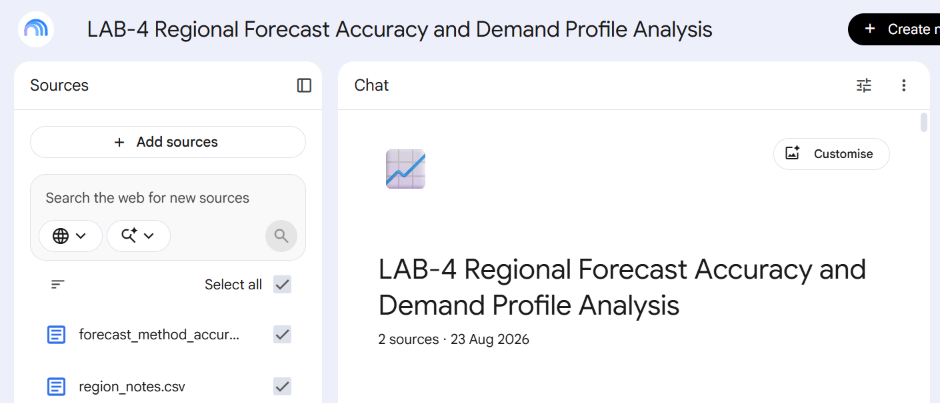 LAB-4 Regional Forecast Accuracy and Demand Profile Analysis
+ Create n
Sources
Chat
+ Add sources
Search the web for new sources
Select all
forecast_method_accur...
region_notes.csv
Customise
LAB-4 Regional Forecast Accuracy and
Demand Profile Analysis
2 sources · 23 Aug 2026